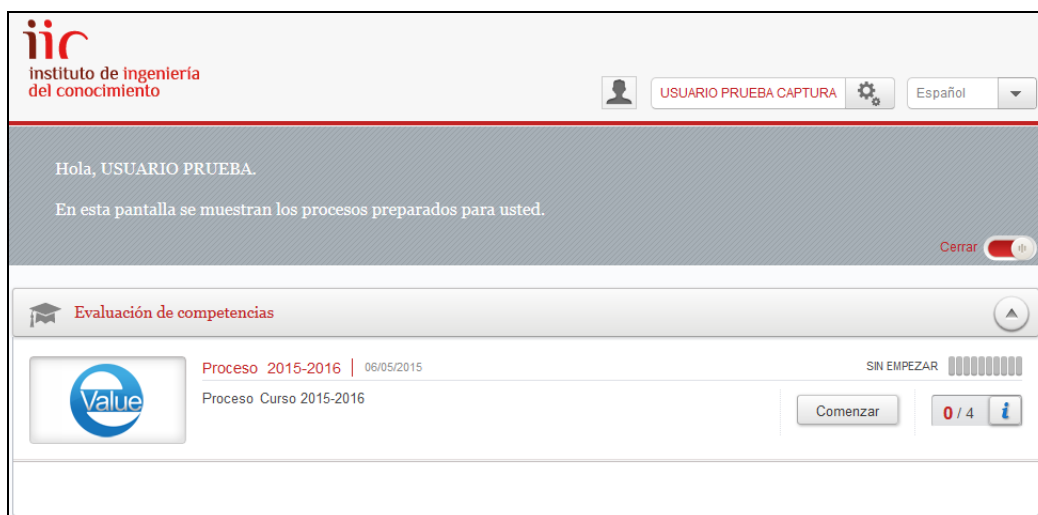 iic
instituto de ingeniería
del conocimiento
USUARIO PRUEBA CAPTURA
Español
Hola, USUARIO PRUEBA.
En esta pantalla se muestran los procesos preparados para usted.
Cerrar
Evaluación de competencias
eValue
Proceso 2015-2016 | 06/05/2015
SIN EMPEZAR
Proceso Curso 2015-2016
Comenzar
0 / 4
i